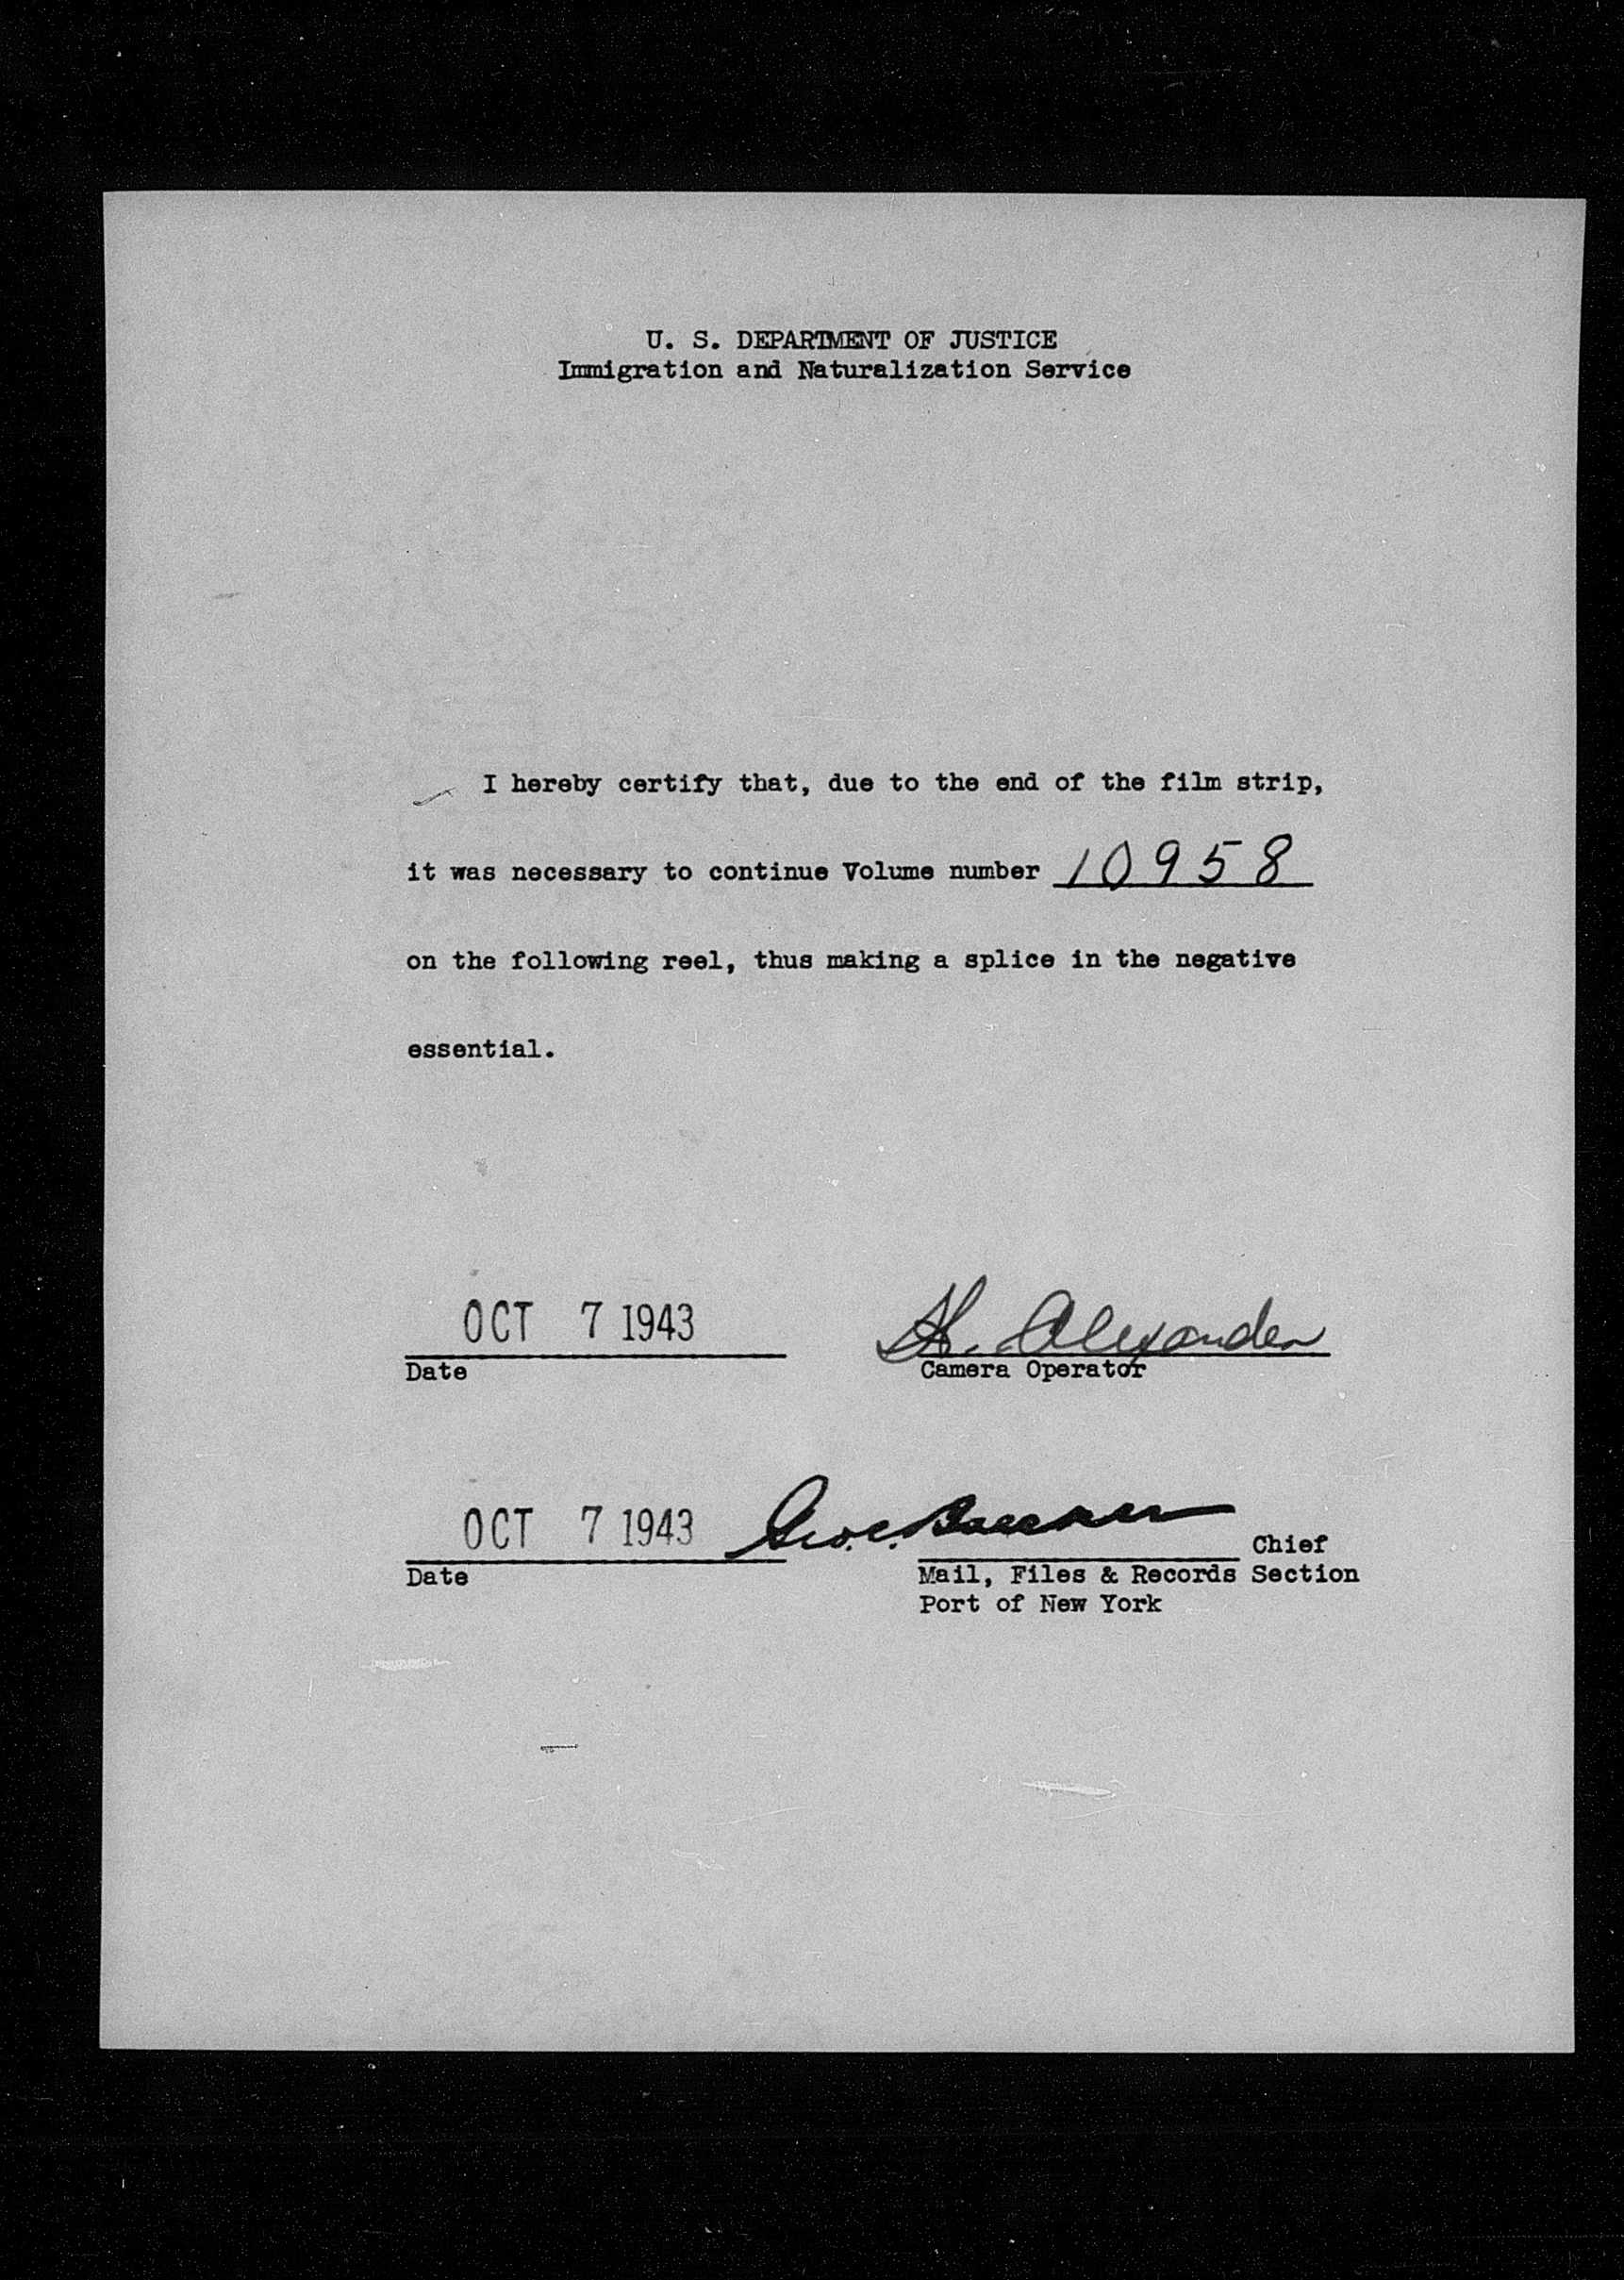 U. S. DEPARTMENT OF JUSTICE
Immigration and Naturalization Service
I hereby certify that, due to the end of the film strip,
it was necessary to continue Volume number 10958
on the following reel, thus making a splice in the negative
essential.
OCT 7 1943 H. Alexander
Date Camera Operator
OCT 7 1943 Geo. C.
Chief
Date Mail, Files & Records Section
Port of New York